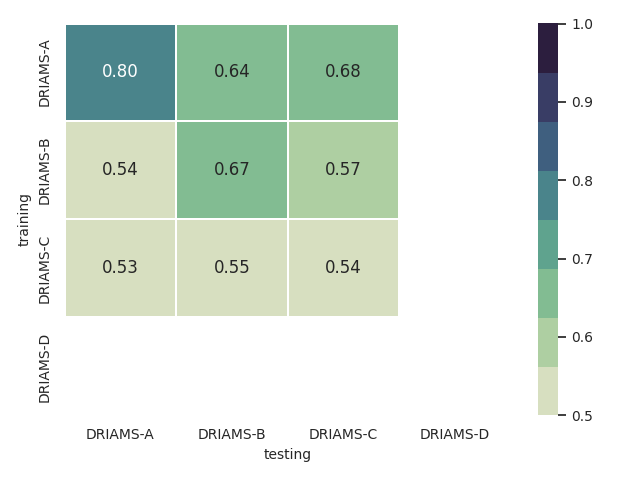 DRIAMS-A
DRIAMS-B
DRIAMS-C
DRIAMS-D
training
0.80 0.64 0.68
0.54 0.67 0.57
0.53 0.55 0.54
DRIAMS-A DRIAMS-B DRIAMS-C DRIAMS-D
testing
1.0
0.9
0.8
0.7
0.6
0.5